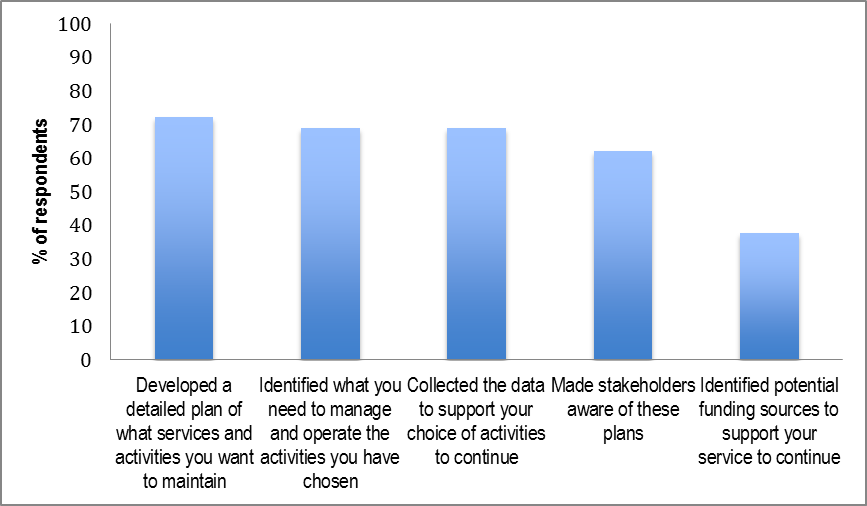 100
90
80
70
60
50
40
30
20
10
0
% of respondents
Developed a
detailed plan of
what services and
activities you want
to maintain
Identified what you
need to manage
and operate the
activities you have
chosen
Collected the data
to support your
choice of activities
to continue
Made stakeholders
aware of these
plans
Identified potential
funding sources to
support your
service to continue